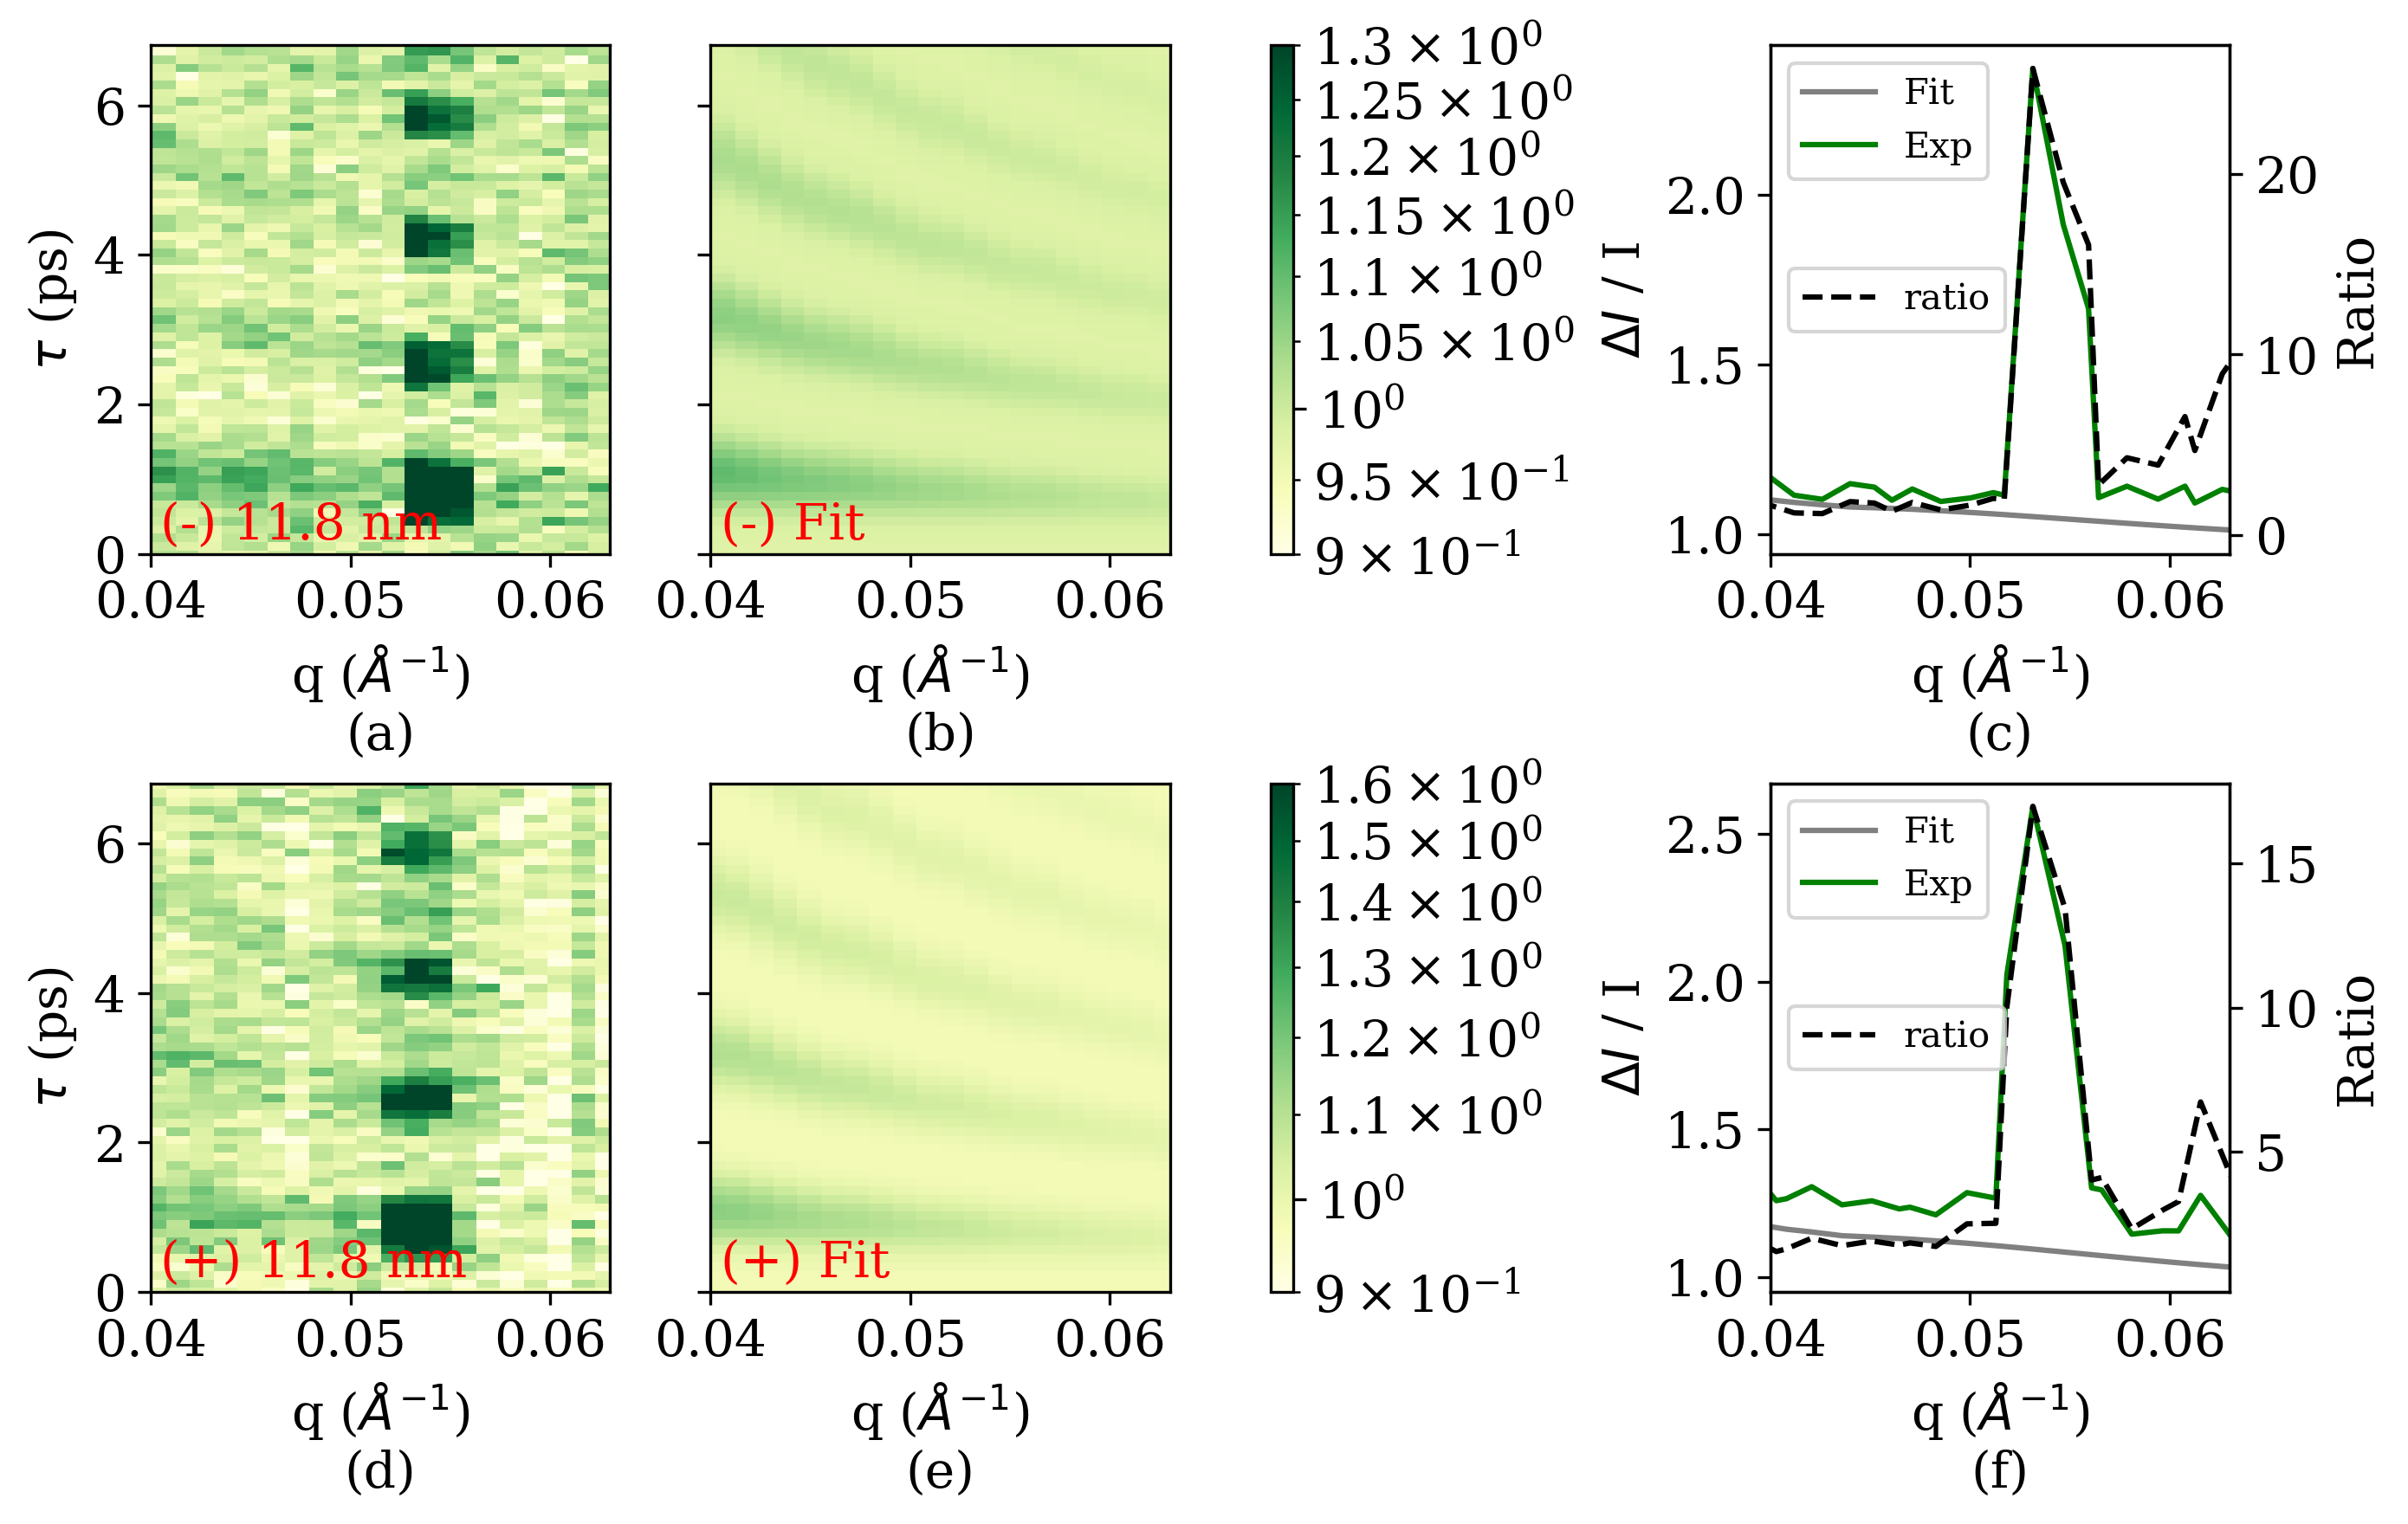 τ (ps)
6
4
2
0
(-) 11.8 nm
0.04 0.05 0.06
q (Å⁻¹)
(a)
(-) Fit
0.04 0.05 0.06
q (Å⁻¹)
(b)
1.3 × 10⁰
1.25 × 10⁰
1.2 × 10⁰
1.15 × 10⁰
1.1 × 10⁰
1.05 × 10⁰
10⁰
9.5 × 10⁻¹
9 × 10⁻¹
ΔI / I
2.0
1.5
1.0
Fit
Exp
ratio
20
10
0
Ratio
0.04 0.05 0.06
q (Å⁻¹)
(c)
τ (ps)
6
4
2
0
(+) 11.8 nm
0.04 0.05 0.06
q (Å⁻¹)
(d)
(+) Fit
0.04 0.05 0.06
q (Å⁻¹)
(e)
1.6 × 10⁰
1.5 × 10⁰
1.4 × 10⁰
1.3 × 10⁰
1.2 × 10⁰
1.1 × 10⁰
10⁰
9 × 10⁻¹
ΔI / I
2.5
2.0
1.5
1.0
Fit
Exp
ratio
15
10
5
Ratio
0.04 0.05 0.06
q (Å⁻¹)
(f)